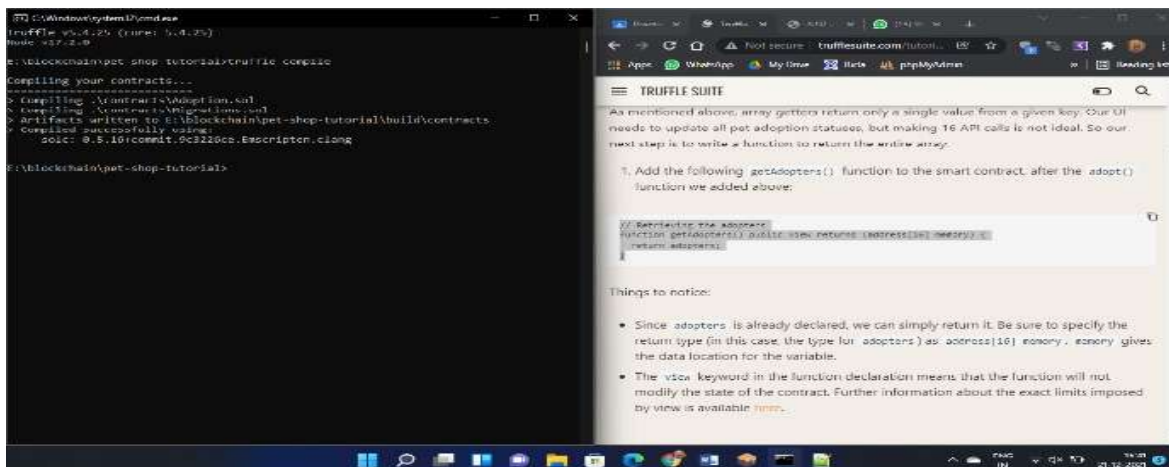 C:\Windows\system32\cmd.exe
Truffle v5.4.25 (core: 5.4.25)
Node v17.2.0
E:\blockchain\pet-shop-tutorial>truffle compile
Compiling your contracts...
===========================
> Compiling .\contracts\Adoption.sol
> Compiling .\contracts\Migrations.sol
> Artifacts written to E:\blockchain\pet-shop-tutorial\build\contracts
> Compiled successfully using:
- solc: 0.5.16+commit.9c3226ce.Emscripten.clang
E:\blockchain\pet-shop-tutorial>
Not secure trufflesuite.com/tutori...
Apps WhatsApp My Drive phpMyAdmin Reading list
TRUFFLE SUITE
As mentioned above, array getters return only a single value from a given key. Our UI
needs to update all pet adoption statuses, but making 16 API calls is not ideal. So our
next step is to write a function to return the entire array.
1. Add the following getAdopters() function to the smart contract, after the adopt()
function we added above:
// Retrieving the adopters
function getAdopters() public view returns (address[16] memory) {
return adopters;
}
Things to notice:
• Since adopters is already declared, we can simply return it. Be sure to specify the
return type (in this case, the type for adopters) as address[16] memory. memory gives
the data location for the variable.
• The view keyword in the function declaration means that the function will not
modify the state of the contract. Further information about the exact limits imposed
by view is available here.
ENG
IN